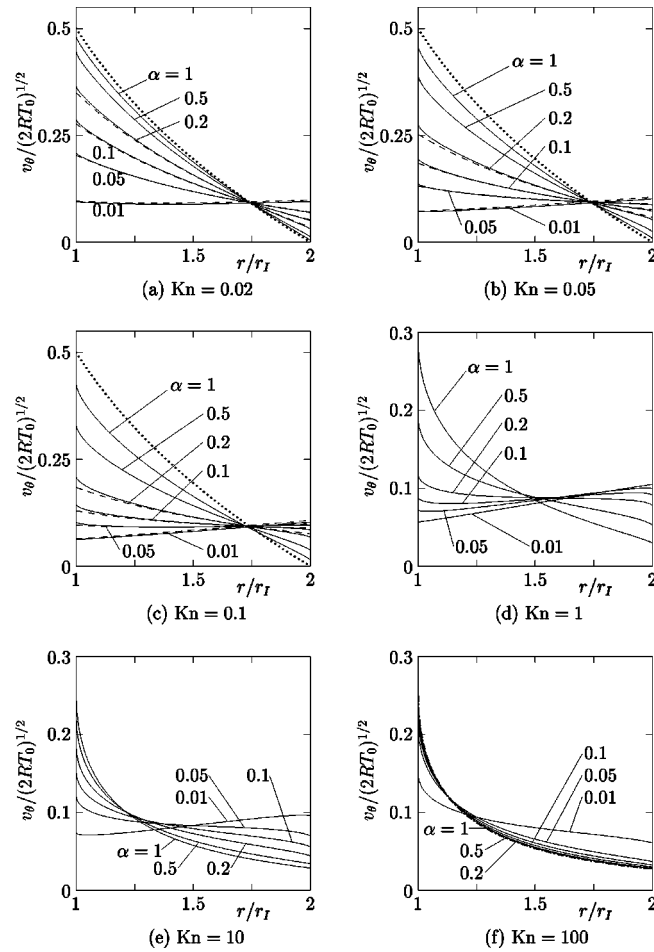 0.5
α = 1
0.5
0.2
0.25
0.1
0.05
0.01
0
1
1.5
2
v_θ/(2RT_0)^{1/2}
r/r_I
(a) Kn = 0.02
0.5
α = 1
0.5
0.2
0.25
0.1
0.05
0.01
0
1
1.5
2
v_θ/(2RT_0)^{1/2}
r/r_I
(b) Kn = 0.05
0.5
α = 1
0.5
0.2
0.25
0.1
0.05
0.01
0
1
1.5
2
v_θ/(2RT_0)^{1/2}
r/r_I
(c) Kn = 0.1
0.3
α = 1
0.5
0.2
0.2
0.1
0.1
0.05
0.01
0
1
1.5
2
v_θ/(2RT_0)^{1/2}
r/r_I
(d) Kn = 1
0.3
0.2
0.05
0.1
0.01
0.1
α = 1
0.5
0.2
0
1
1.5
2
v_θ/(2RT_0)^{1/2}
r/r_I
(e) Kn = 10
0.3
0.2
0.1
0.05
0.01
0.1
α = 1
0.5
0.2
0
1
1.5
2
v_θ/(2RT_0)^{1/2}
r/r_I
(f) Kn = 100